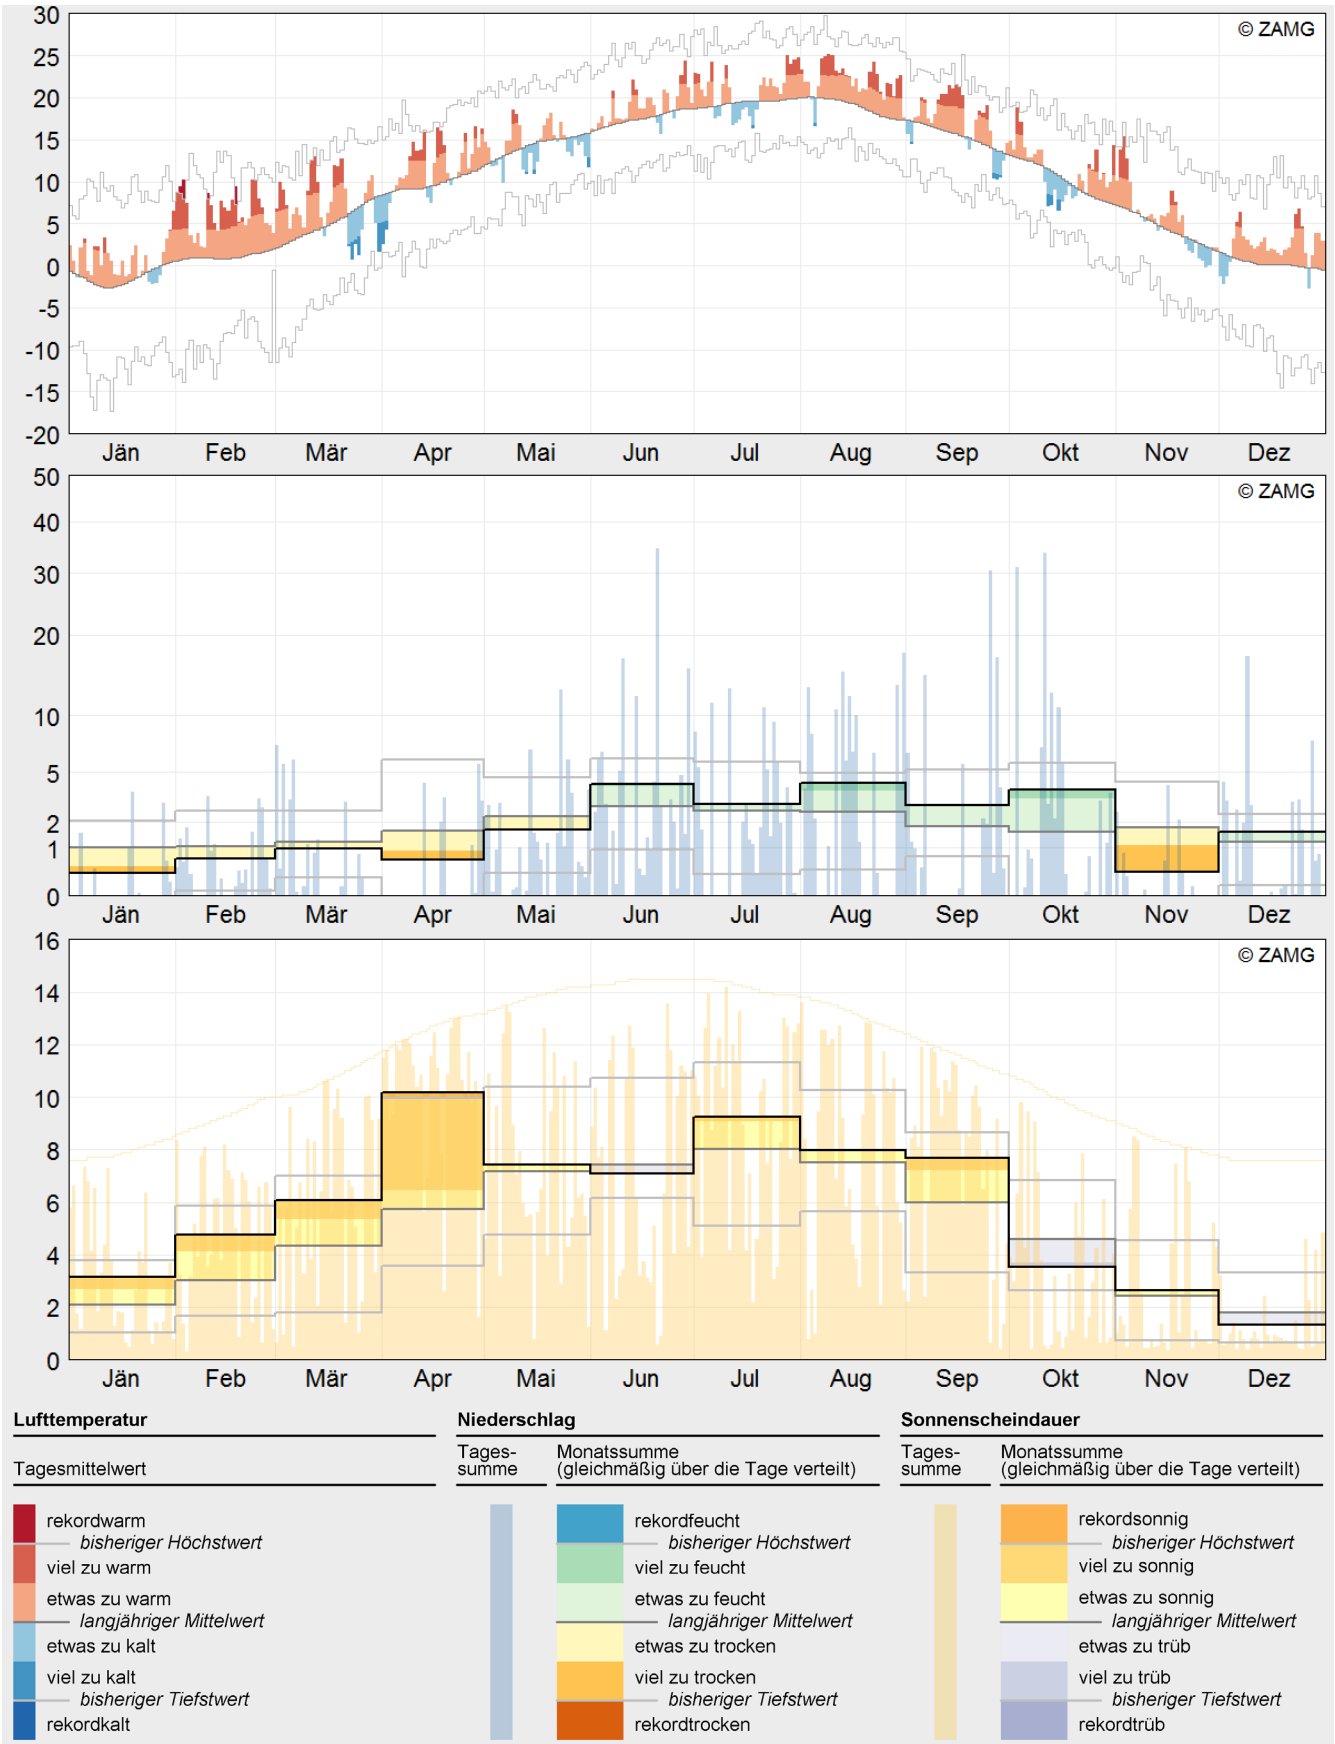 30
© ZAMG
25
20
15
10
5
0
-5
-10
-15
-20
Jän Feb Mär Apr Mai Jun Jul Aug Sep Okt Nov Dez
50
© ZAMG
40
30
20
10
5
2
1
0
Jän Feb Mär Apr Mai Jun Jul Aug Sep Okt Nov Dez
16
© ZAMG
14
12
10
8
6
4
2
0
Jän Feb Mär Apr Mai Jun Jul Aug Sep Okt Nov Dez
Lufttemperatur
Tagesmittelwert
rekordwarm
bisheriger Höchstwert
viel zu warm
etwas zu warm
langjähriger Mittelwert
etwas zu kalt
viel zu kalt
bisheriger Tiefstwert
rekordkalt
Niederschlag
Tages-
summe
Monatssumme
(gleichmäßig über die Tage verteilt)
rekordfeucht
bisheriger Höchstwert
viel zu feucht
etwas zu feucht
langjähriger Mittelwert
etwas zu trocken
viel zu trocken
bisheriger Tiefstwert
rekordtrocken
Sonnenscheindauer
Tages-
summe
Monatssumme
(gleichmäßig über die Tage verteilt)
rekordsonnig
bisheriger Höchstwert
viel zu sonnig
etwas zu sonnig
langjähriger Mittelwert
etwas zu trüb
viel zu trüb
bisheriger Tiefstwert
rekordtrüb